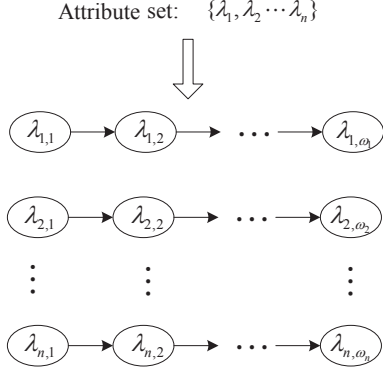 Attribute set: {λ₁, λ₂ ⋯ λₙ}
λ₁,₁ λ₁,₂ ⋯ λ₁,ω₁
λ₂,₁ λ₂,₂ ⋯ λ₂,ω₂
⋮ ⋮ ⋮
λₙ,₁ λₙ,₂ ⋯ λₙ,ωₙ